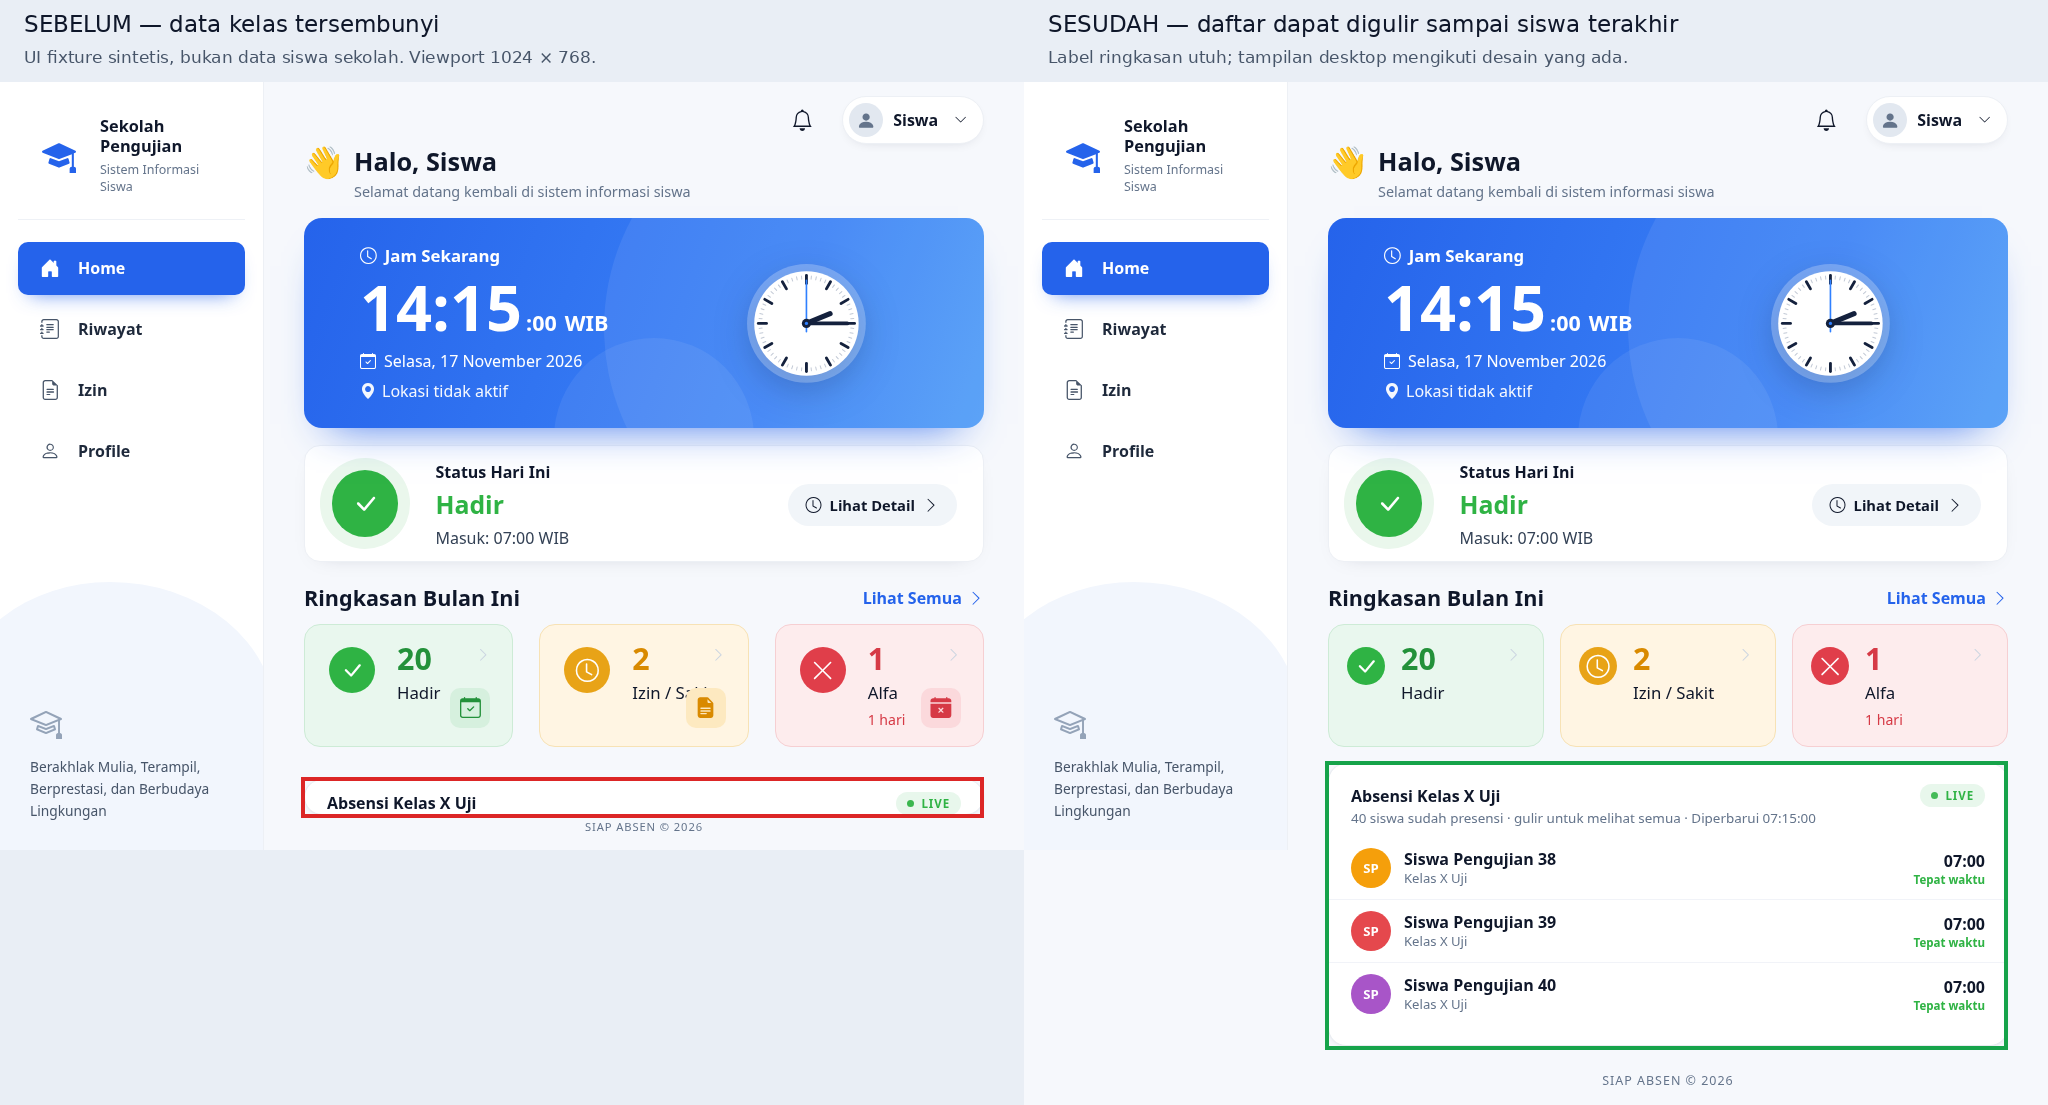 SEBELUM — data kelas tersembunyi
UI fixture sintetis, bukan data siswa sekolah. Viewport 1024 × 768.
Sekolah
Pengujian
Sistem Informasi
Siswa
Home
Riwayat
Izin
Profile
Berakhlak Mulia, Terampil,
Berprestasi, dan Berbudaya
Lingkungan
Siswa
Halo, Siswa
Selamat datang kembali di sistem informasi siswa
Jam Sekarang
14:15 :00 WIB
Selasa, 17 November 2026
Lokasi tidak aktif
Status Hari Ini
Hadir
Masuk: 07:00 WIB
Lihat Detail
Ringkasan Bulan Ini
Lihat Semua
20
Hadir
2
Izin /
1
Alfa
1 hari
Absensi Kelas X Uji
LIVE
SIAP ABSEN © 2026
SESUDAH — daftar dapat digulir sampai siswa terakhir
Label ringkasan utuh; tampilan desktop mengikuti desain yang ada.
Sekolah
Pengujian
Sistem Informasi
Siswa
Home
Riwayat
Izin
Profile
Berakhlak Mulia, Terampil,
Berprestasi, dan Berbudaya
Lingkungan
Siswa
Halo, Siswa
Selamat datang kembali di sistem informasi siswa
Jam Sekarang
14:15 :00 WIB
Selasa, 17 November 2026
Lokasi tidak aktif
Status Hari Ini
Hadir
Masuk: 07:00 WIB
Lihat Detail
Ringkasan Bulan Ini
Lihat Semua
20
Hadir
2
Izin / Sakit
1
Alfa
1 hari
Absensi Kelas X Uji
LIVE
40 siswa sudah presensi · gulir untuk melihat semua · Diperbarui 07:15:00
SP
Siswa Pengujian 38
Kelas X Uji
07:00
Tepat waktu
SP
Siswa Pengujian 39
Kelas X Uji
07:00
Tepat waktu
SP
Siswa Pengujian 40
Kelas X Uji
07:00
Tepat waktu
SIAP ABSEN © 2026